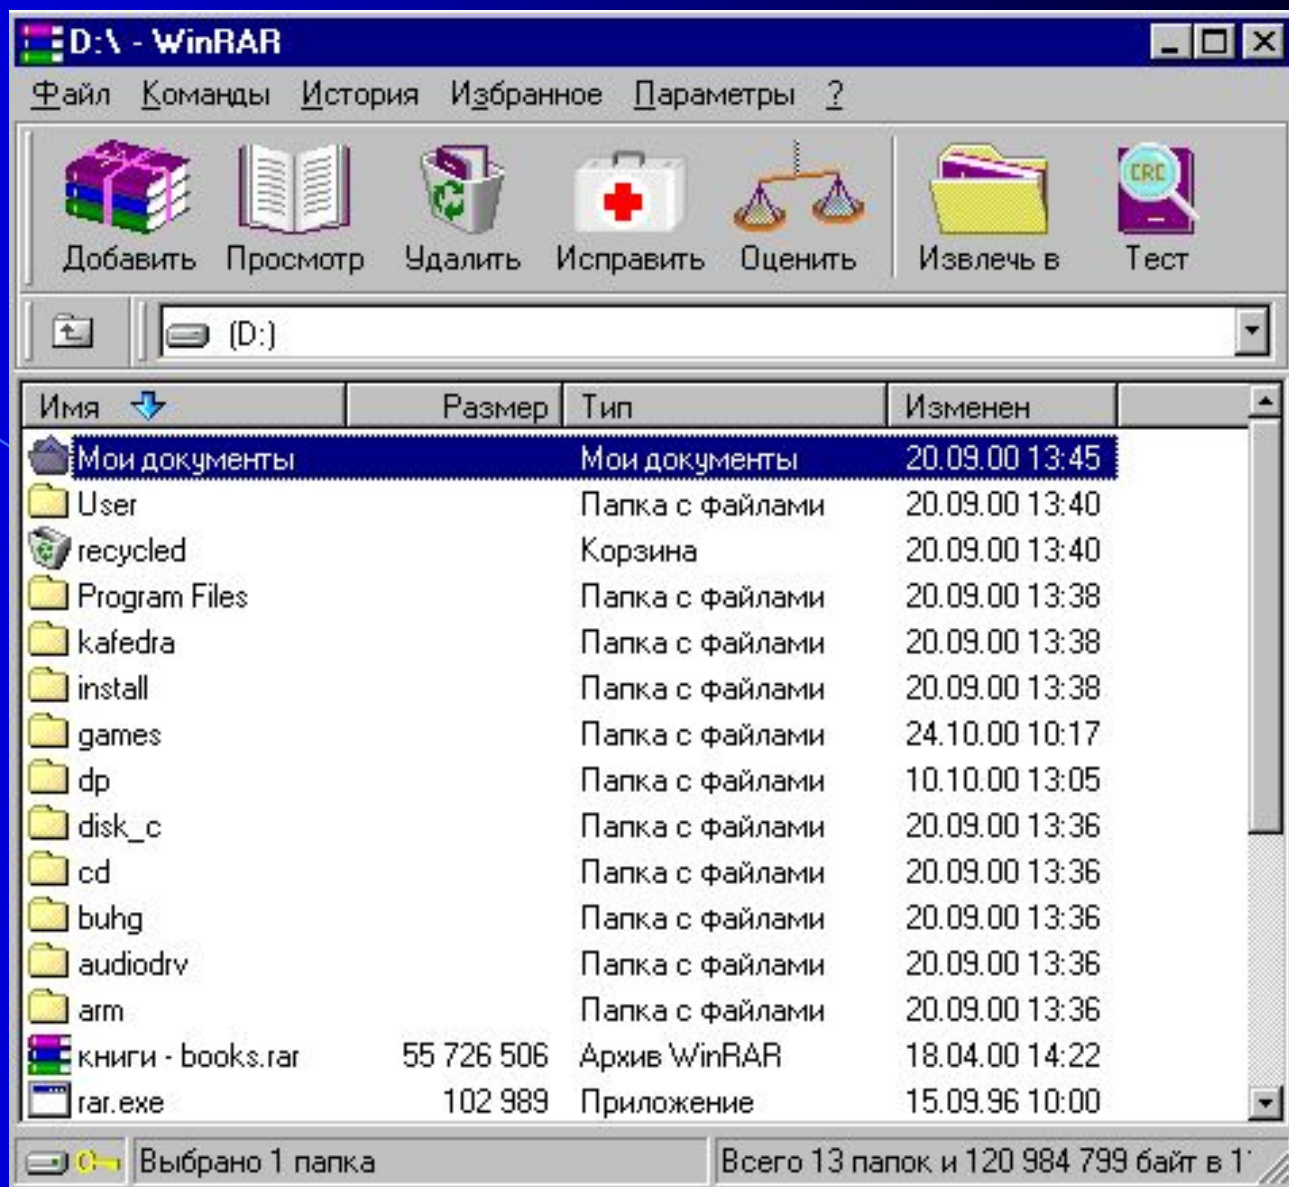 D:\ - WinRAR
Файл Команды История Избранное Параметры ?
CRC
Добавить Просмотр Удалить Исправить Оценить Извлечь в Тест
(D:)
Имя Размер Тип Изменен
Мои документы Мои документы 20.09.00 13:45
User Папка с файлами 20.09.00 13:40
recycled Корзина 20.09.00 13:40
Program Files Папка с файлами 20.09.00 13:38
kafedra Папка с файлами 20.09.00 13:38
install Папка с файлами 20.09.00 13:38
games Папка с файлами 24.10.00 10:17
dp Папка с файлами 10.10.00 13:05
disk_c Папка с файлами 20.09.00 13:36
cd Папка с файлами 20.09.00 13:36
buhg Папка с файлами 20.09.00 13:36
audiodrv Папка с файлами 20.09.00 13:36
arm Папка с файлами 20.09.00 13:36
книги - books.rar 55 726 506 Архив WinRAR 18.04.00 14:22
rar.exe 102 989 Приложение 15.09.96 10:00
Выбрано 1 папка Всего 13 папок и 120 984 799 байт в